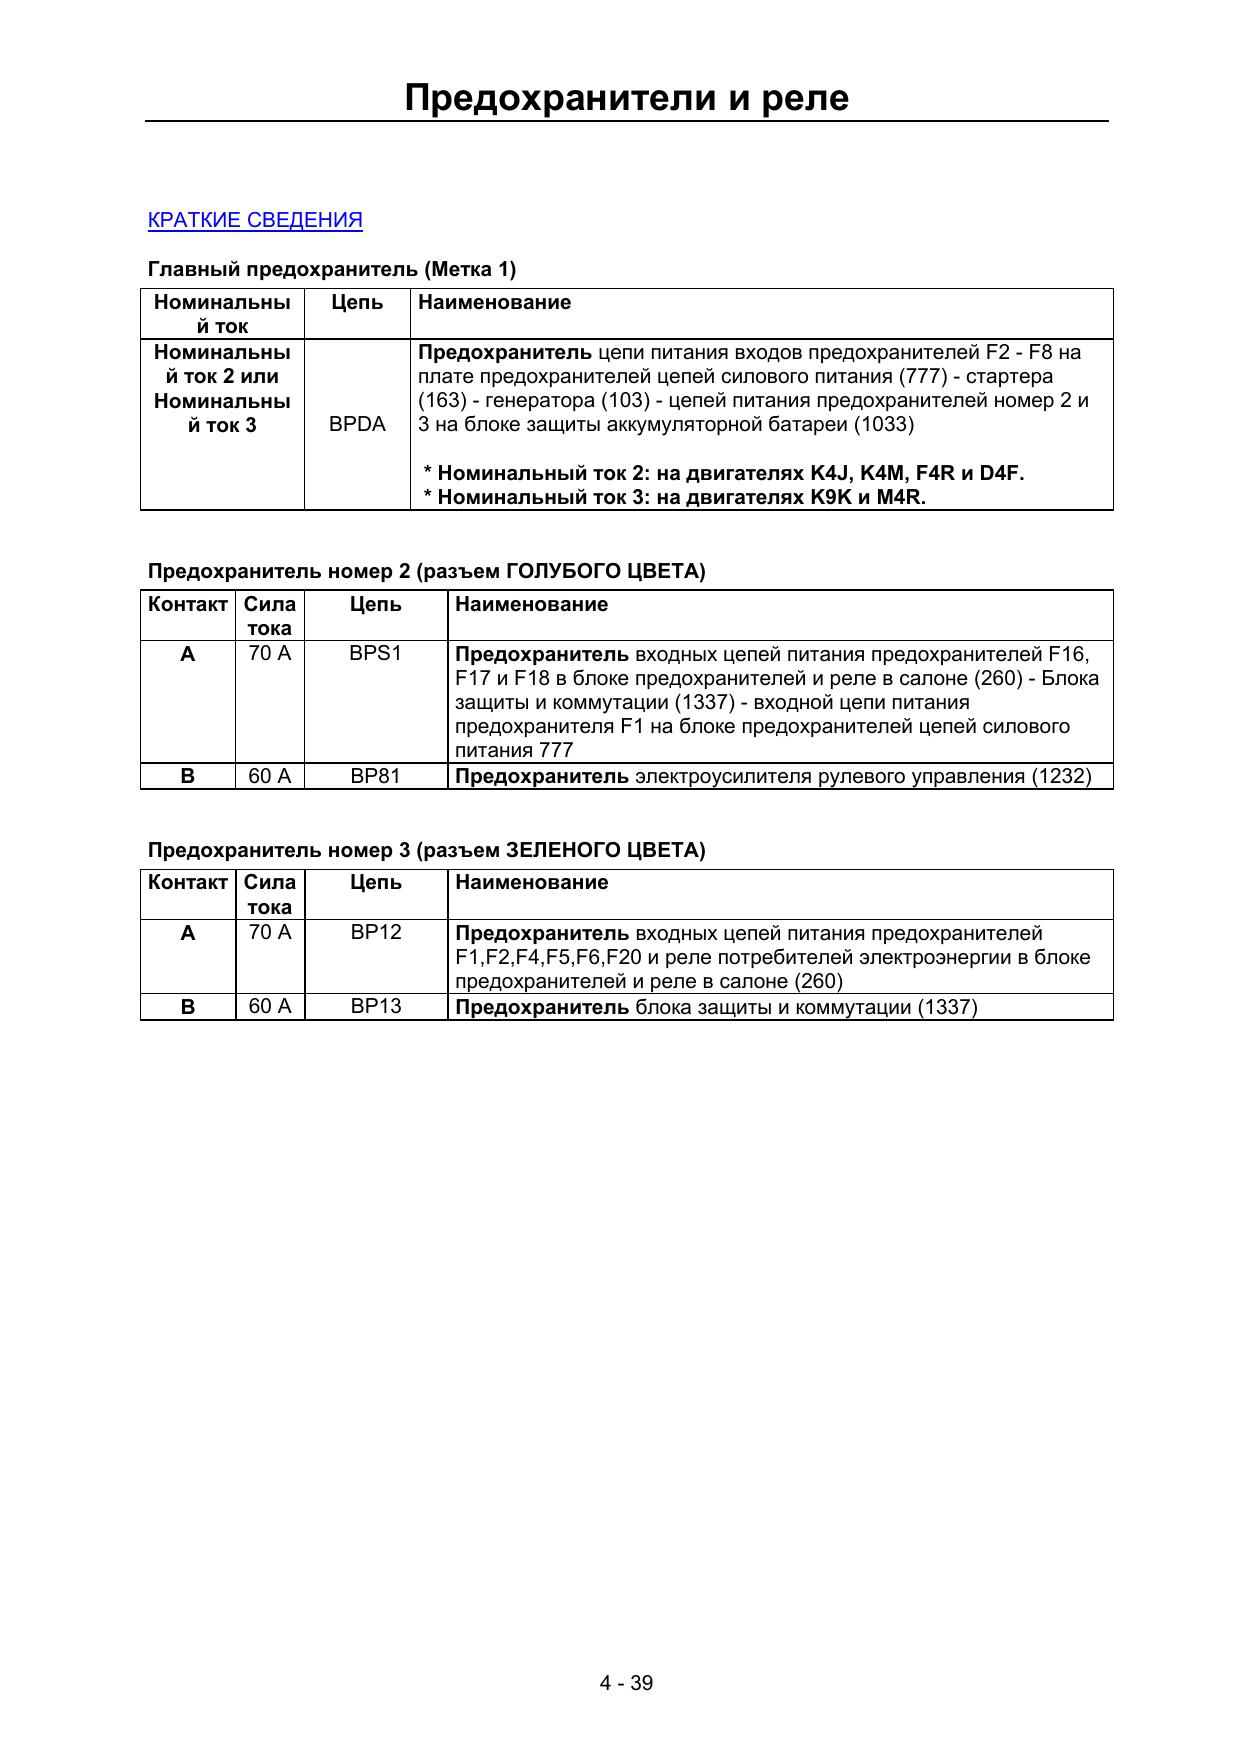 Предохранители и реле
КРАТКИЕ СВЕДЕНИЯ
Главный предохранитель (Метка 1)
Номинальны
й ток
Цепь
Наименование
Номинальны
й ток 2 или
Номинальны
й ток 3
BPDA
Предохранитель цепи питания входов предохранителей F2 - F8 на
плате предохранителей цепей силового питания (777) - стартера
(163) - генератора (103) - цепей питания предохранителей номер 2 и
3 на блоке защиты аккумуляторной батареи (1033)
* Номинальный ток 2: на двигателях K4J, K4M, F4R и D4F.
* Номинальный ток 3: на двигателях K9K и M4R.
Предохранитель номер 2 (разъем ГОЛУБОГО ЦВЕТА)
Контакт
Сила
тока
Цепь
Наименование
A
70 A
BPS1
Предохранитель входных цепей питания предохранителей F16,
F17 и F18 в блоке предохранителей и реле в салоне (260) - Блока
защиты и коммутации (1337) - входной цепи питания
предохранителя F1 на блоке предохранителей цепей силового
питания 777
B
60 A
BP81
Предохранитель электроусилителя рулевого управления (1232)
Предохранитель номер 3 (разъем ЗЕЛЕНОГО ЦВЕТА)
Контакт
Сила
тока
Цепь
Наименование
A
70 A
BP12
Предохранитель входных цепей питания предохранителей
F1,F2,F4,F5,F6,F20 и реле потребителей электроэнергии в блоке
предохранителей и реле в салоне (260)
B
60 A
BP13
Предохранитель блока защиты и коммутации (1337)
4 - 39